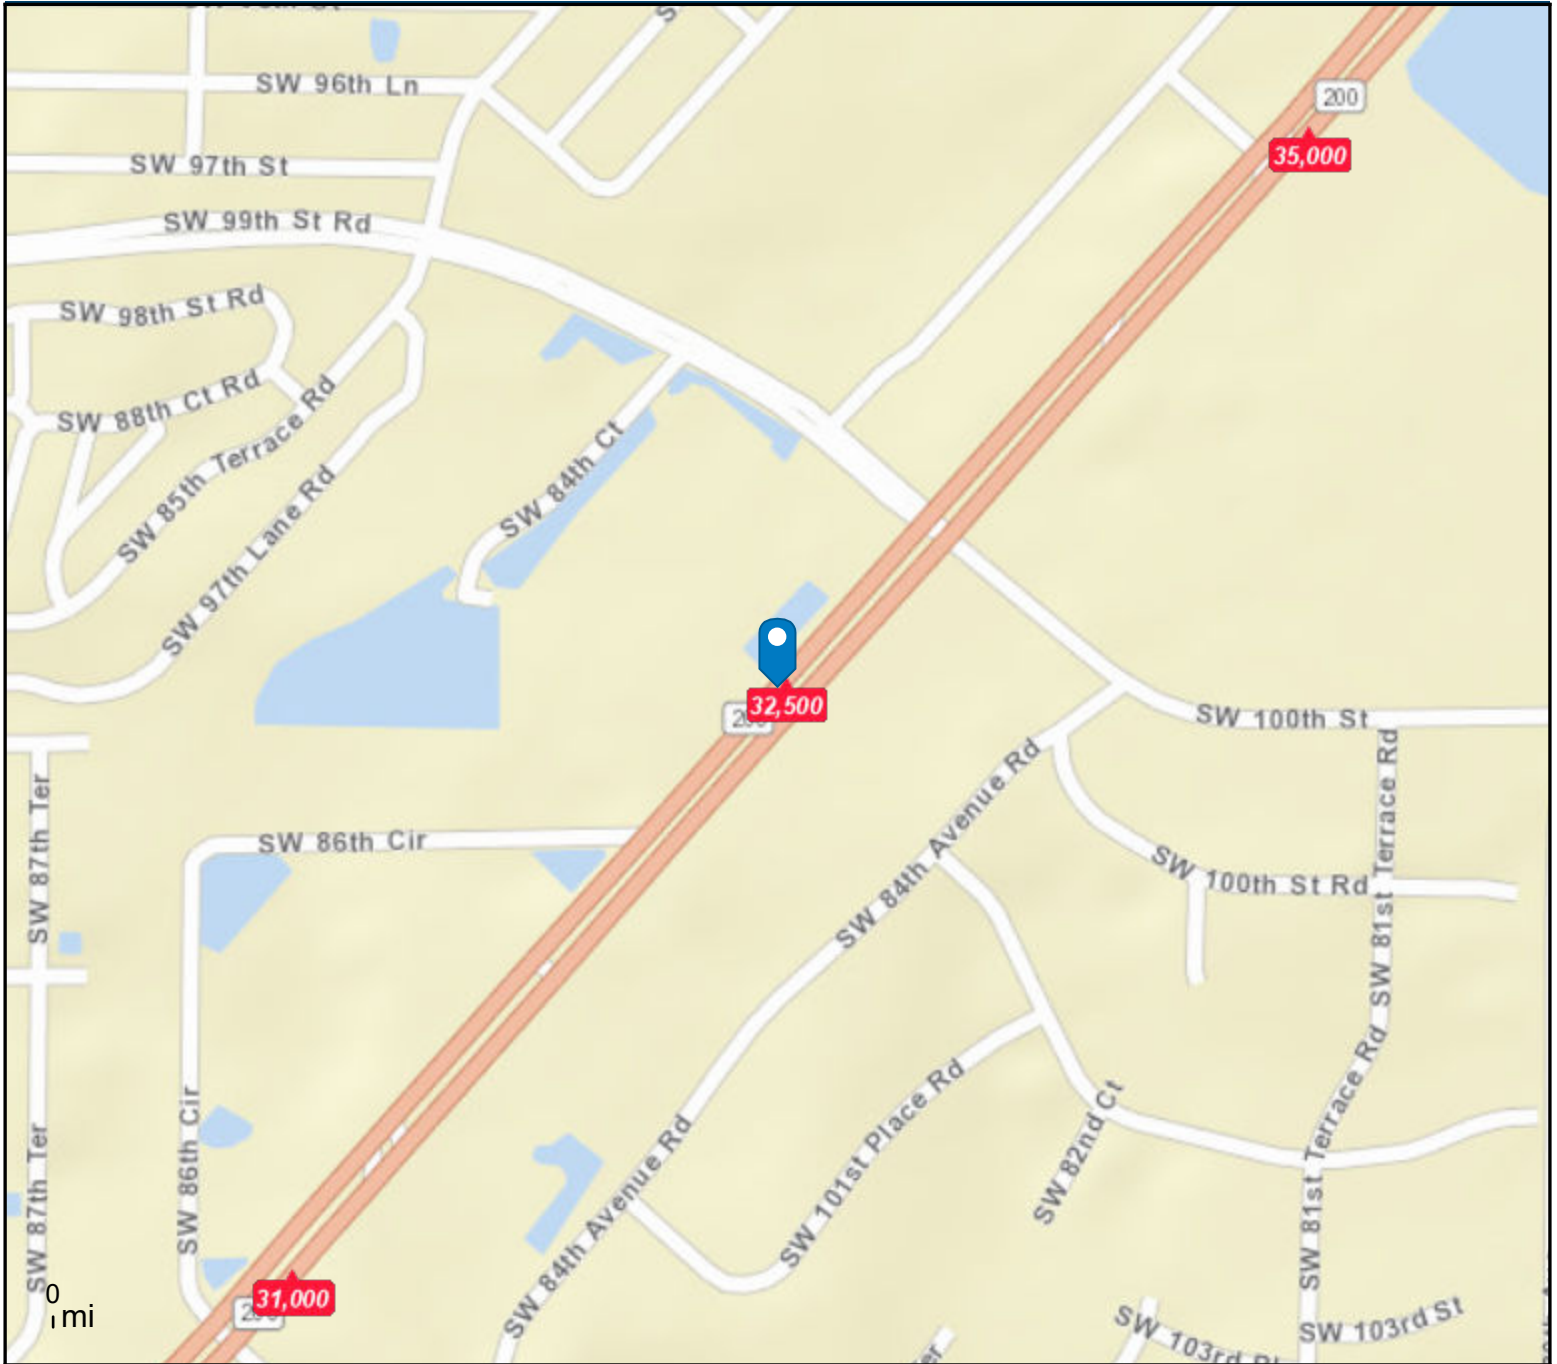 200
SW 96th Ln
35,000
SW 97th St
SW 99th St Rd
SW 98th St Rd
SW 88th Ct Rd
SW 85th Terrace Rd
SW 84th Ct
SW 97th Lane Rd
32,500
SW 100th St
SW 87th Ter
SW 86th Cir
SW 84th Avenue Rd
SW 100th St Rd
SW 81st Terrace Rd
SW 86th Cir
SW 87th Ter
SW 84th Avenue Rd
SW 101st Place Rd
SW 82nd Ct
SW 81st Terrace Rd
SW 81st
31,000
0
mi
SW 103rd
SW 103rd St